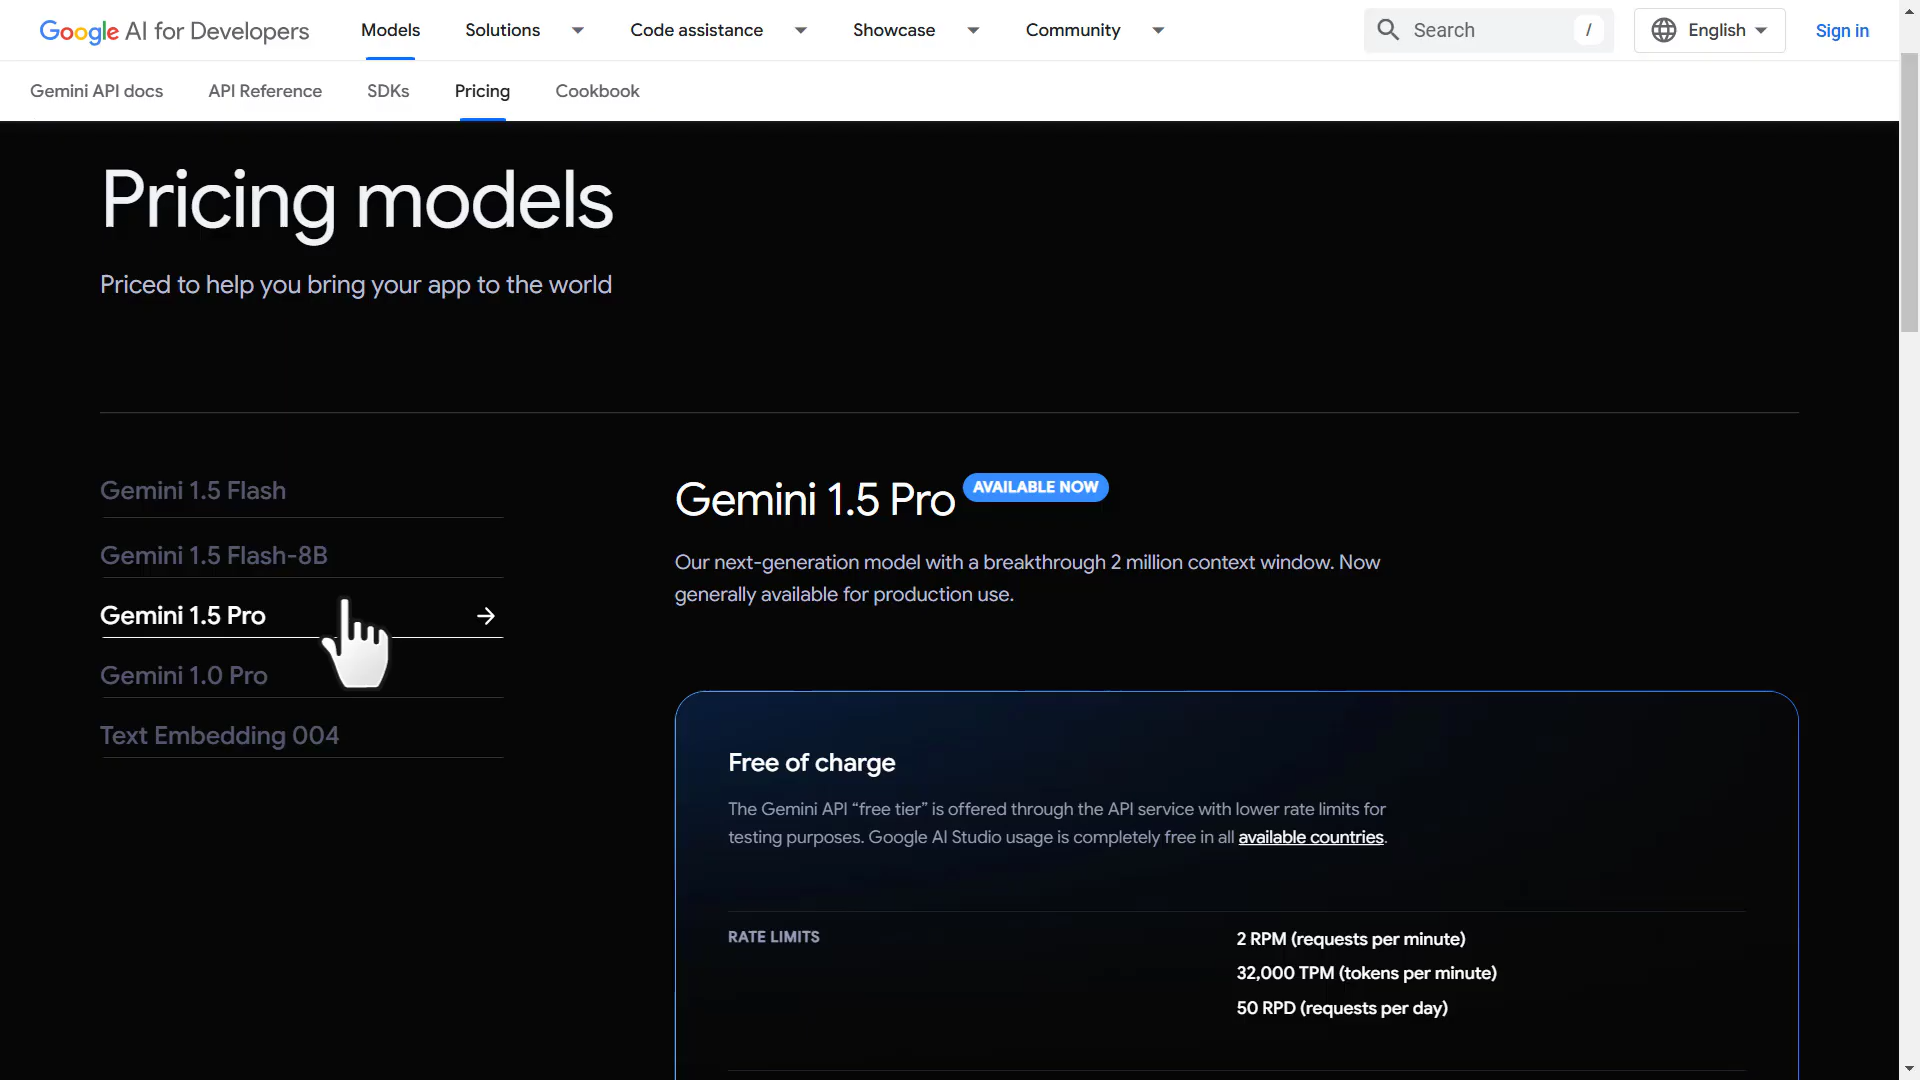 Google AI for Developers
Models
Solutions
Code assistance
Showcase
Community
Search
/
English
Sign in
Gemini API docs
API Reference
SDKs
Pricing
Cookbook
Pricing models
Priced to help you bring your app to the world
Gemini 1.5 Flash
Gemini 1.5 Flash-8B
Gemini 1.5 Pro
Gemini 1.0 Pro
Text Embedding 004
Gemini 1.5 Pro AVAILABLE NOW
Our next-generation model with a breakthrough 2 million context window. Now
generally available for production use.
Free of charge
The Gemini API “free tier” is offered through the API service with lower rate limits for
testing purposes. Google AI Studio usage is completely free in all available countries.
RATE LIMITS
2 RPM (requests per minute)
32,000 TPM (tokens per minute)
50 RPD (requests per day)